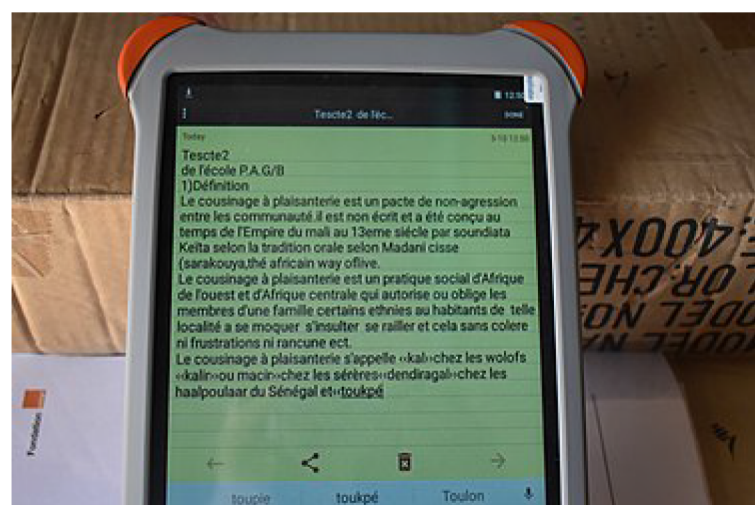 12:50
Tescte2 de l'éc...
DONE
Today
5-10 12:50
Tescte2
de l'école P.A.G/B
1)Définition
Le cousinage à plaisanterie est un pacte de non-agression
entre les communauté.il est non écrit et a été conçu au
temps de l'Empire du mali au 13eme siécle par soundiata
Keïta selon la tradition orale selon Madani cisse
(sarakouya,thé africain way oflive.
Le cousinage à plaisanterie est un pratique social d'Afrique
de l'ouest et d'Afrique centrale qui autorise ou oblige les
membres d'une famille certains ethnies au habitants de telle
localité a se moquer s'insulter se railler et cela sans colere
ni frustrations ni rancune ect.
Le cousinage à plaisanterie s'appelle ‹‹kal››chez les wolofs
‹‹kalir››ou macir››chez les sérères‹‹dendiragal››chez les
haalpoulaar du Sénégal et‹‹toukpé
toupie toukpé Toulon
Fondation
MODEL NO